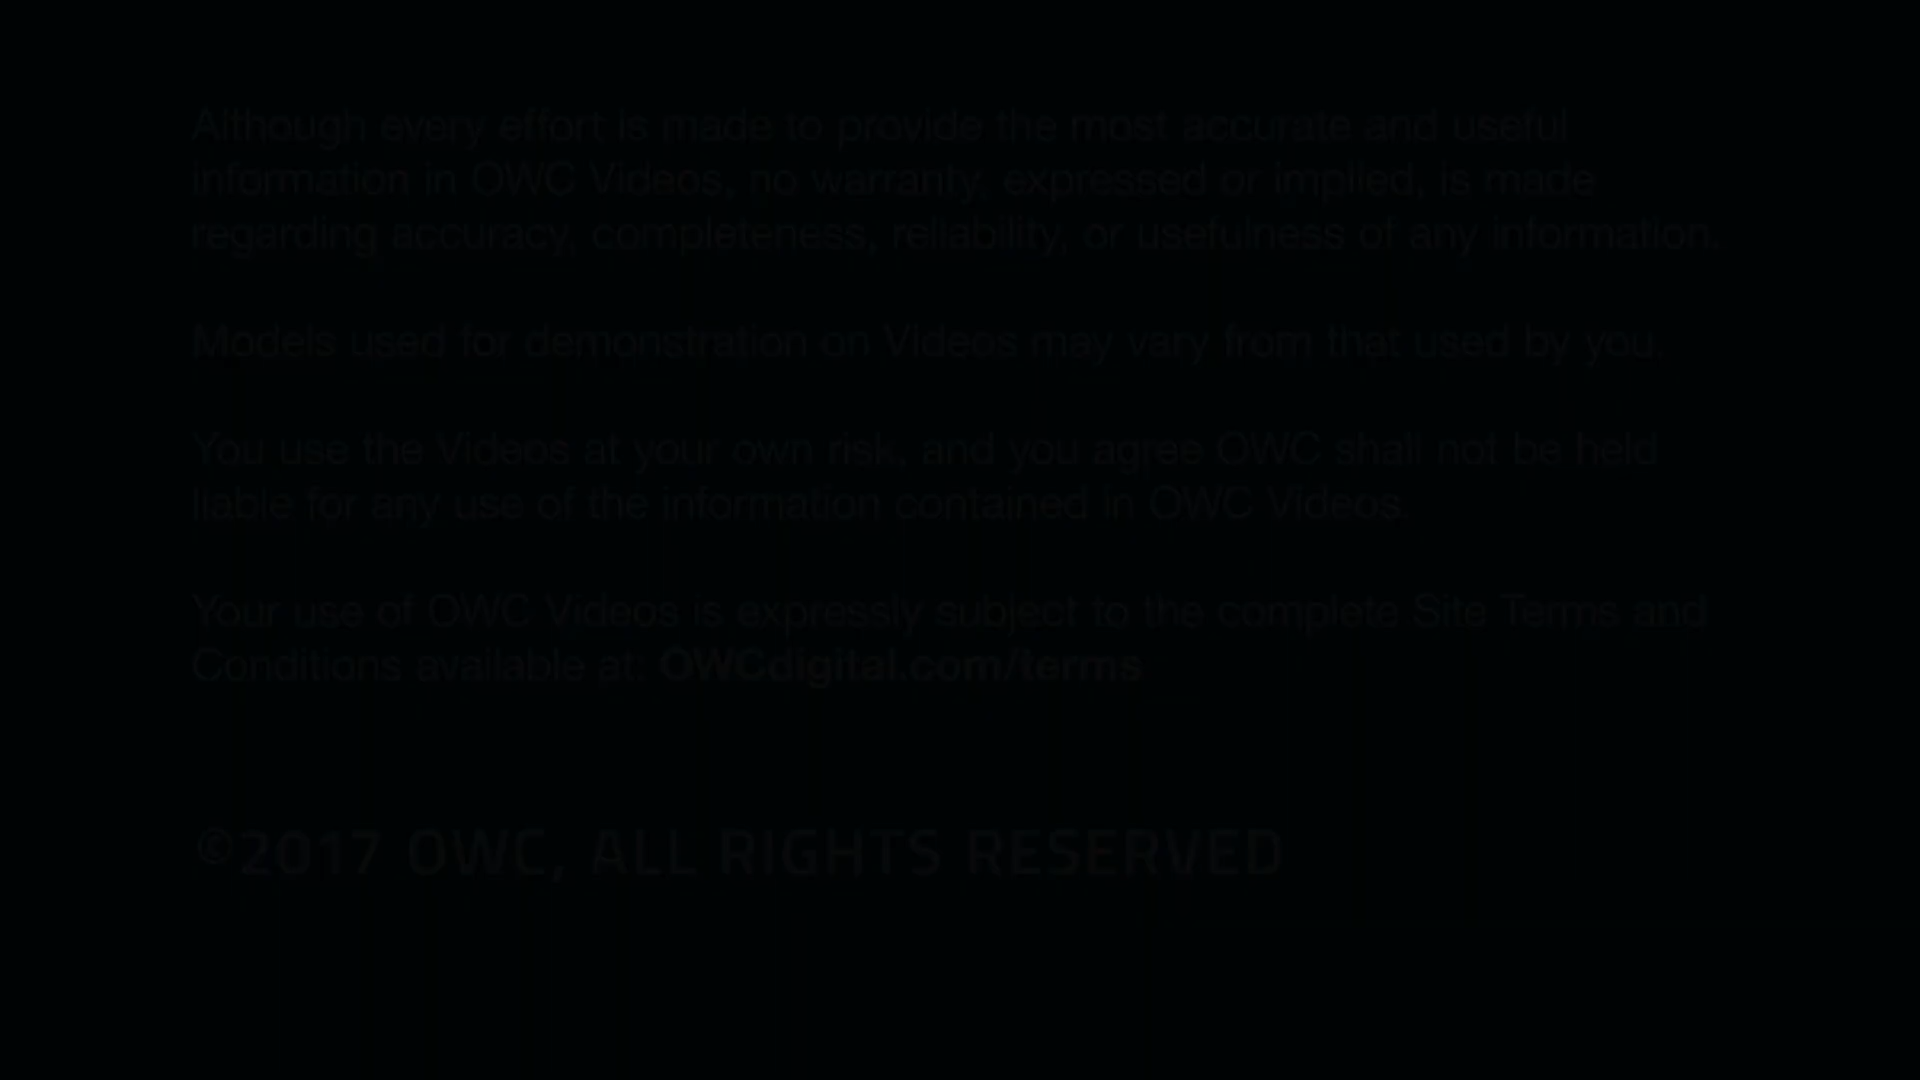 Although every effort is made to provide the most accurate and useful
information in OWC Videos, no warranty, expressed or implied, is made
regarding accuracy, completeness, reliability, or usefulness of any information.
Models used for demonstration on Videos may vary from that used by you.
You use the Videos at your own risk, and you agree OWC shall not be held
liable for any use of the information contained in OWC Videos.
Your use of OWC Videos is expressly subject to the complete Site Terms and
Conditions available at: OWCdigital.com/terms
©2017 OWC, ALL RIGHTS RESERVED